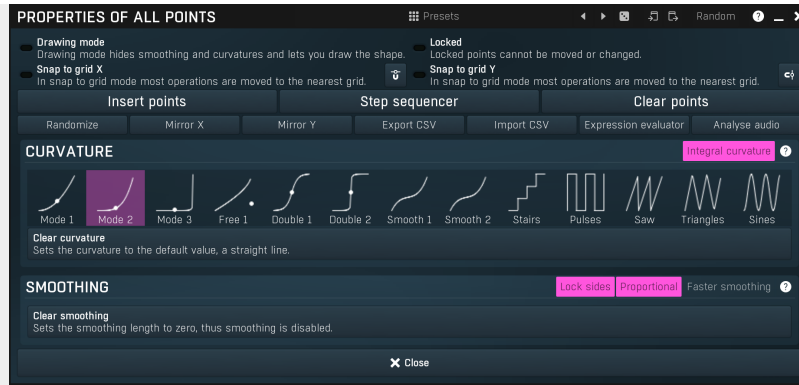 PROPERTIES OF ALL POINTS Presets Random ?
Drawing mode
Drawing mode hides smoothing and curvatures and lets you draw the shape.
Locked
Locked points cannot be moved or changed.
Snap to grid X
In snap to grid mode most operations are moved to the nearest grid.
Snap to grid Y
In snap to grid mode most operations are moved to the nearest grid.
Insert points Step sequencer Clear points
Randomize Mirror X Mirror Y Export CSV Import CSV Expression evaluator Analyse audio
CURVATURE Integral curvature ?
Mode 1 Mode 2 Mode 3 Free 1 Double 1 Double 2 Smooth 1 Smooth 2 Stairs Pulses Saw Triangles Sines
Clear curvature
Sets the curvature to the default value, a straight line.
SMOOTHING Lock sides Proportional Faster smoothing ?
Clear smoothing
Sets the smoothing length to zero, thus smoothing is disabled.
Close